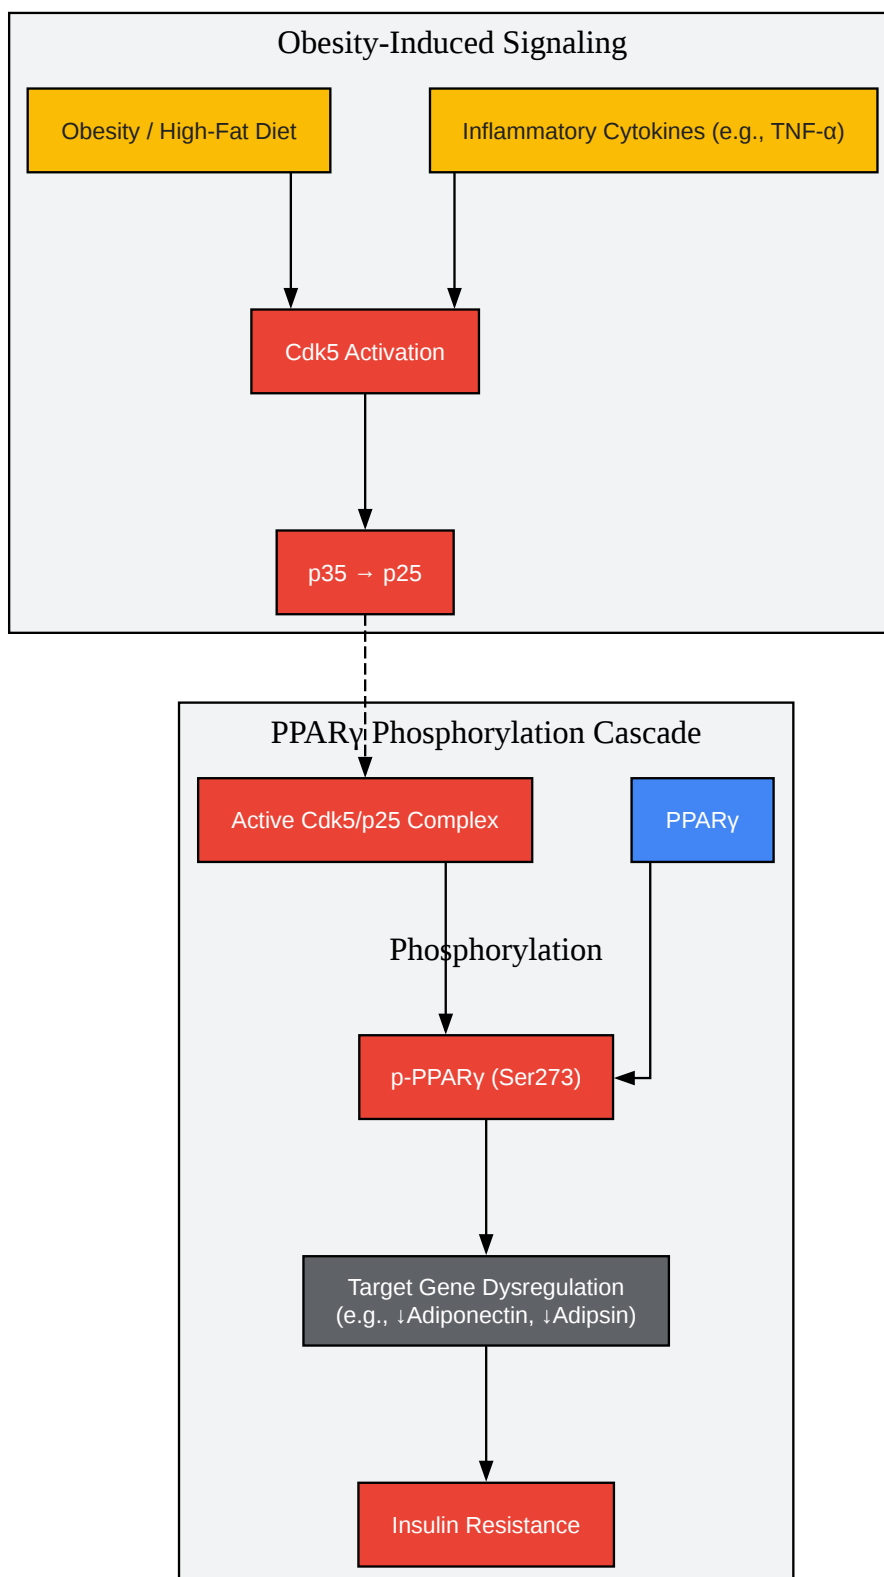 Obesity-Induced Signaling
Obesity / High-Fat Diet
Inflammatory Cytokines (e.g., TNF-α)
Cdk5 Activation
p35 → p25
PPARγ Phosphorylation Cascade
Active Cdk5/p25 Complex
PPARγ
Phosphorylation
p-PPARγ (Ser273)
Target Gene Dysregulation
(e.g., ↓Adiponectin, ↓Adipsin)
Insulin Resistance